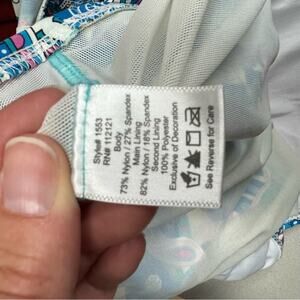 Style# 1553
RN# 112121
Body
73% Nylon / 27% Spandex
Main Lining
82% Nylon / 18% Spandex
Second Lining
100% Polyester
Exclusive of Decoration
See Reverse for Care